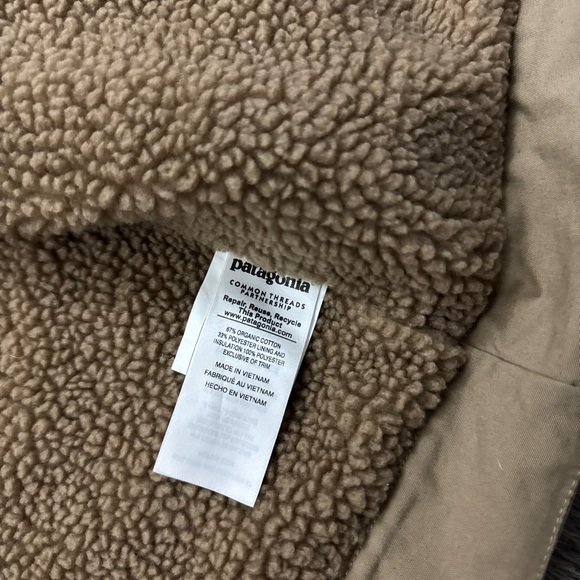 patagonia
COMMON THREADS
PARTNERSHIP
Repair, Reuse, Recycle
This Product
www.patagonia.com
67% ORGANIC COTTON
33% POLYESTER LINING AND
INSULATION 100% POLYESTER
EXCLUSIVE OF TRIM
MADE IN VIETNAM
FABRIQUÉ AU VIETNAM
HECHO EN VIETNAM